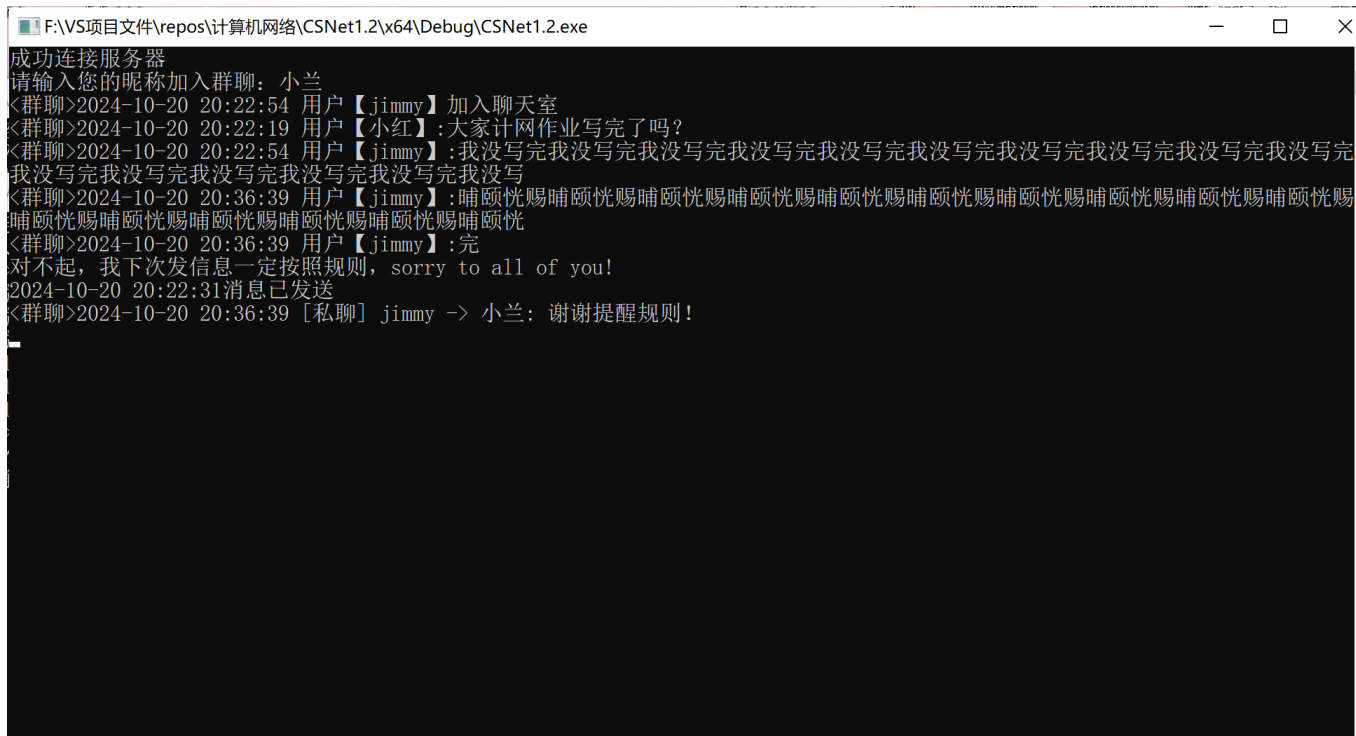 F:\VS项目文件\repos\计算机网络\CSNet1.2\x64\Debug\CSNet1.2.exe
成功连接服务器
请输入您的昵称加入群聊：小兰
<群聊>2024-10-20 20:22:54 用户【jimmy】加入聊天室
<群聊>2024-10-20 20:22:19 用户【小红】:大家计网作业写完了吗？
<群聊>2024-10-20 20:22:54 用户【jimmy】:我没写完我没写完我没写完我没写完我没写完我没写完我没写完我没写完我没写完我没写完
我没写完我没写完我没写完我没写完我没写完我没写
<群聊>2024-10-20 20:36:39 用户【jimmy】:晡颐恍赐晡颐恍赐晡颐恍赐晡颐恍赐晡颐恍赐晡颐恍赐晡颐恍赐晡颐恍赐晡颐恍赐晡颐恍赐
晡颐恍赐晡颐恍赐晡颐恍赐晡颐恍赐晡颐恍赐晡颐恍
<群聊>2024-10-20 20:36:39 用户【jimmy】:完
对不起，我下次发信息一定按照规则，sorry to all of you!
2024-10-20 20:22:31消息已发送
<群聊>2024-10-20 20:36:39 [私聊] jimmy -> 小兰: 谢谢提醒规则！